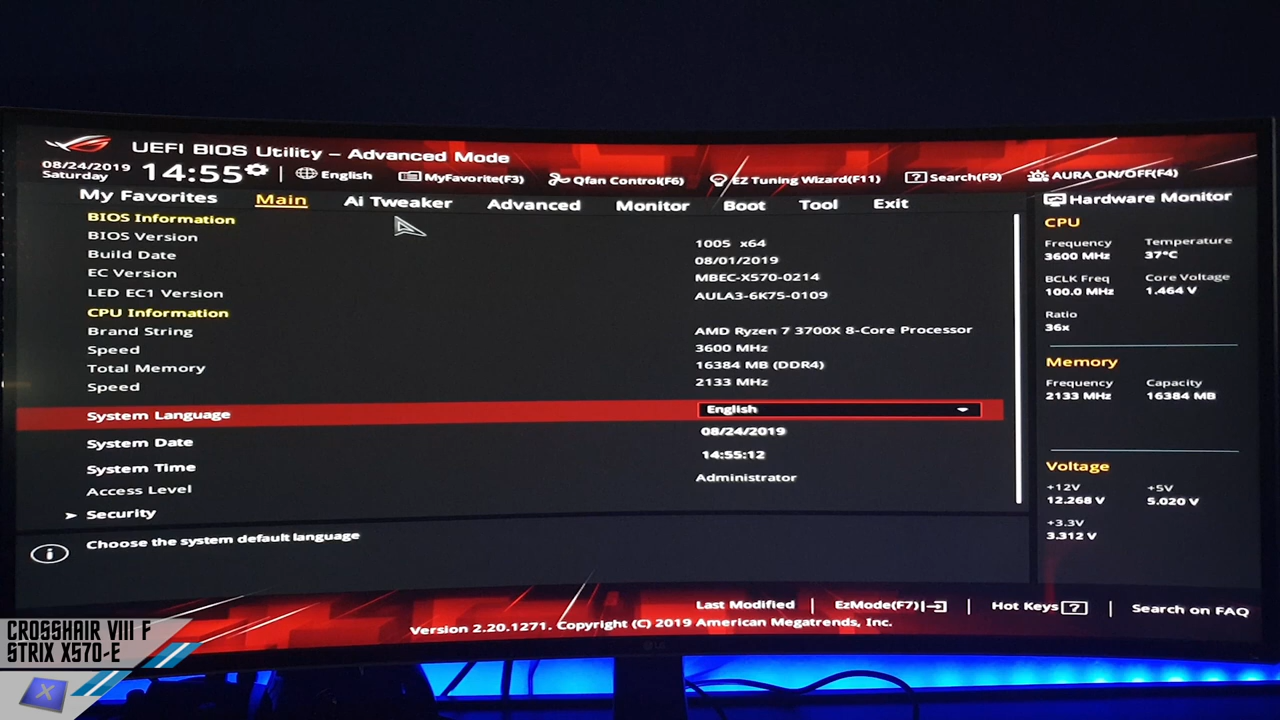 UEFI BIOS Utility – Advanced Mode
08/24/2019
Saturday
14:55
English
MyFavorite(F3)
Qfan Control(F6)
EZ Tuning Wizard(F11)
Search(F9)
AURA ON/OFF(F4)
My Favorites
Main
Ai Tweaker
Advanced
Monitor
Boot
Tool
Exit
BIOS Information
BIOS Version 1005 x64
Build Date 08/01/2019
EC Version MBEC-X570-0214
LED EC1 Version AULA3-6K75-0109
CPU Information
Brand String AMD Ryzen 7 3700X 8-Core Processor
Speed 3600 MHz
Total Memory 16384 MB (DDR4)
Speed 2133 MHz
System Language English
System Date 08/24/2019
System Time 14:55:12
Access Level Administrator
Security
Choose the system default language
Hardware Monitor
CPU
Frequency Temperature
3600 MHz 37°C
BCLK Freq Core Voltage
100.0 MHz 1.464 V
Ratio
36x
Memory
Frequency Capacity
2133 MHz 16384 MB
Voltage
+12V +5V
12.268 V 5.020 V
+3.3V
3.312 V
Last Modified
EzMode(F7)
Hot Keys ?
Search on FAQ
Version 2.20.1271. Copyright (C) 2019 American Megatrends, Inc.
LG
CROSSHAIR VIII F
STRIX X570-E
X